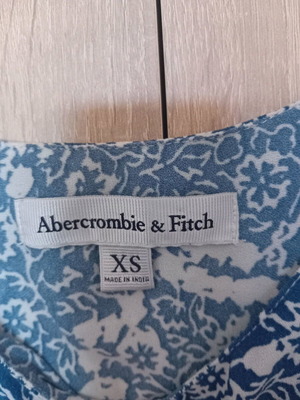 Abercrombie & Fitch
XS
MADE IN INDIA